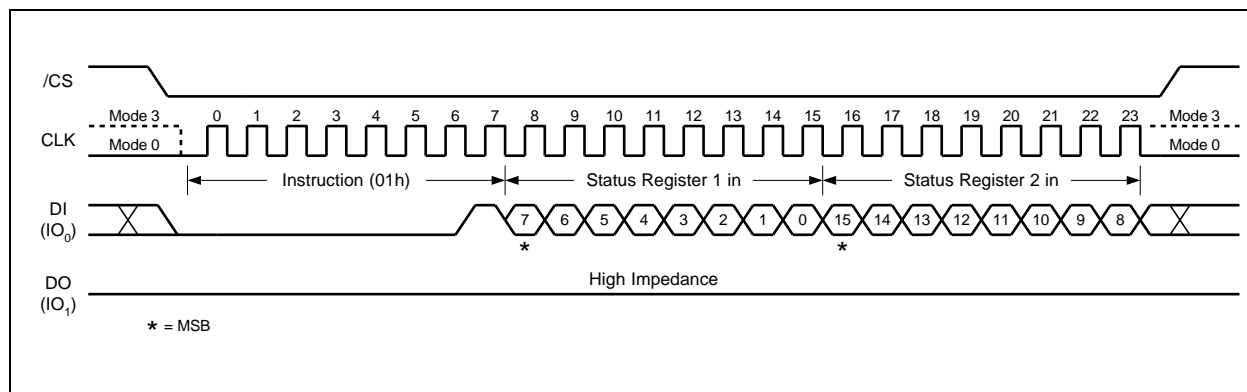 /CS
Mode 3 0 1 2 3 4 5 6 7 8 9 10 11 12 13 14 15 16 17 18 19 20 21 22 23 Mode 3
CLK
Mode 0 Mode 0
Instruction (01h) Status Register 1 in Status Register 2 in
DI
(IO0)
7 6 5 4 3 2 1 0 15 14 13 12 11 10 9 8
* *
DO
(IO1)
High Impedance
* = MSB